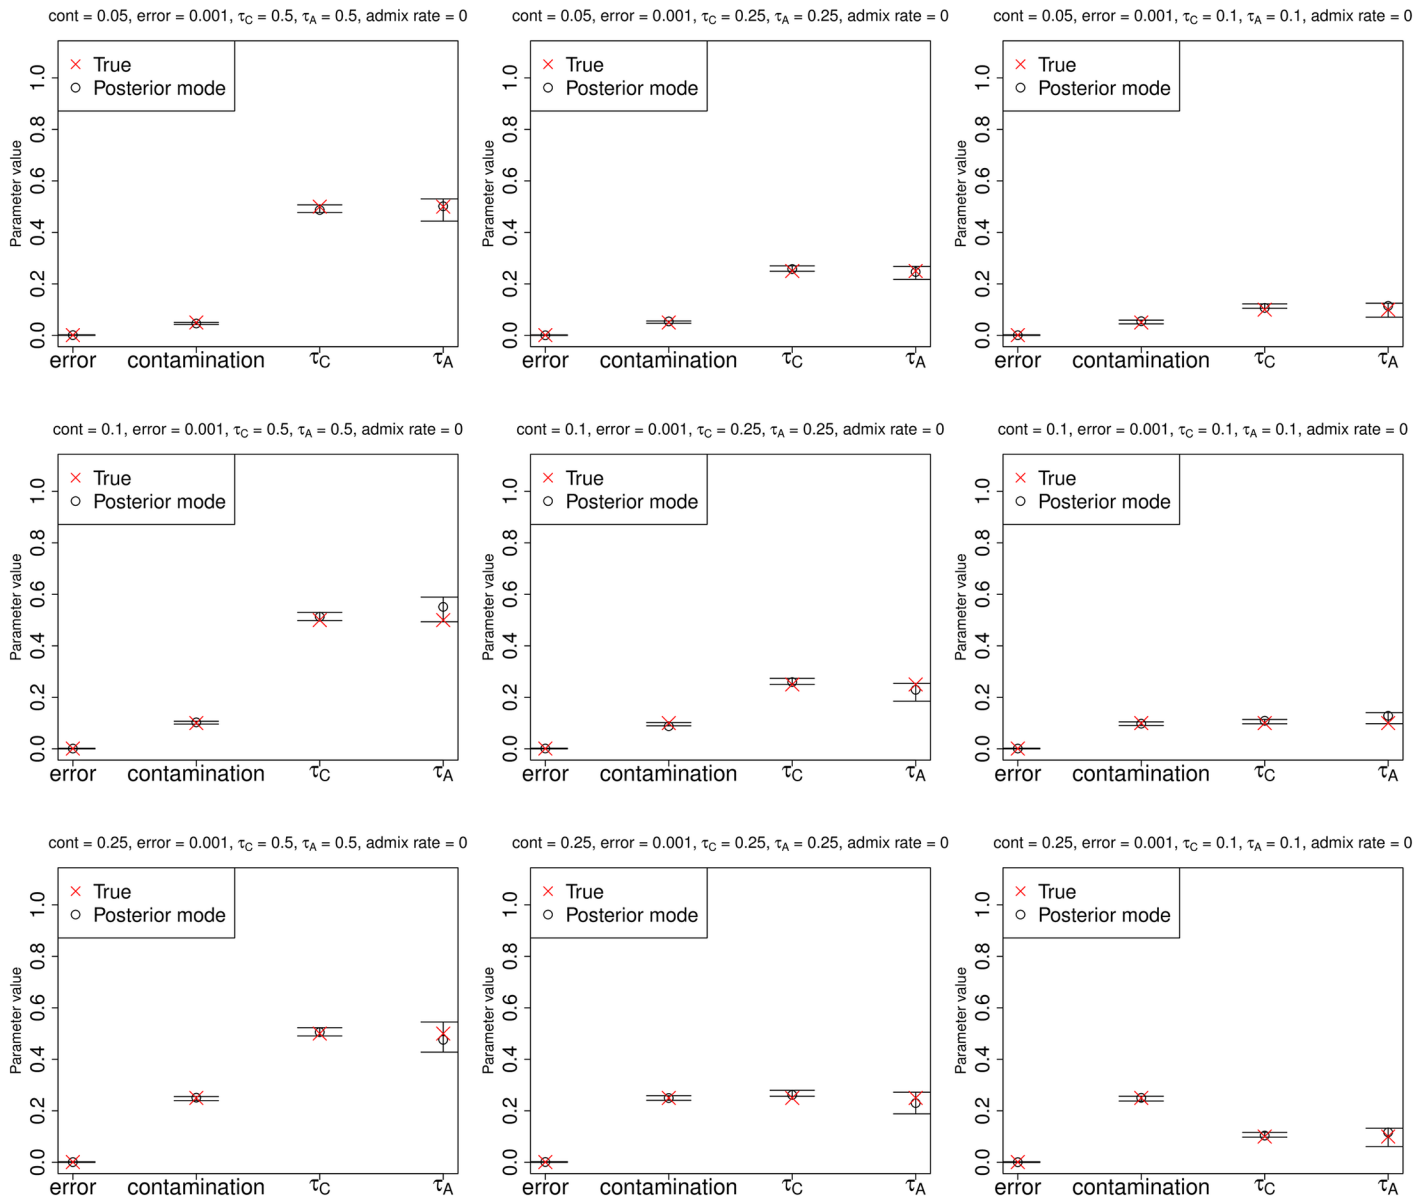 cont = 0.05, error = 0.001, τC = 0.5, τA = 0.5, admix rate = 0
True
Posterior mode
Parameter value
1.0
0.8
0.6
0.4
0.2
0.0
error contamination τC τA
cont = 0.05, error = 0.001, τC = 0.25, τA = 0.25, admix rate = 0
True
Posterior mode
Parameter value
1.0
0.8
0.6
0.4
0.2
0.0
error contamination τC τA
cont = 0.05, error = 0.001, τC = 0.1, τA = 0.1, admix rate = 0
True
Posterior mode
Parameter value
1.0
0.8
0.6
0.4
0.2
0.0
error contamination τC τA
cont = 0.1, error = 0.001, τC = 0.5, τA = 0.5, admix rate = 0
True
Posterior mode
Parameter value
1.0
0.8
0.6
0.4
0.2
0.0
error contamination τC τA
cont = 0.1, error = 0.001, τC = 0.25, τA = 0.25, admix rate = 0
True
Posterior mode
Parameter value
1.0
0.8
0.6
0.4
0.2
0.0
error contamination τC τA
cont = 0.1, error = 0.001, τC = 0.1, τA = 0.1, admix rate = 0
True
Posterior mode
Parameter value
1.0
0.8
0.6
0.4
0.2
0.0
error contamination τC τA
cont = 0.25, error = 0.001, τC = 0.5, τA = 0.5, admix rate = 0
True
Posterior mode
Parameter value
1.0
0.8
0.6
0.4
0.2
0.0
error contamination τC τA
cont = 0.25, error = 0.001, τC = 0.25, τA = 0.25, admix rate = 0
True
Posterior mode
Parameter value
1.0
0.8
0.6
0.4
0.2
0.0
error contamination τC τA
cont = 0.25, error = 0.001, τC = 0.1, τA = 0.1, admix rate = 0
True
Posterior mode
Parameter value
1.0
0.8
0.6
0.4
0.2
0.0
error contamination τC τA